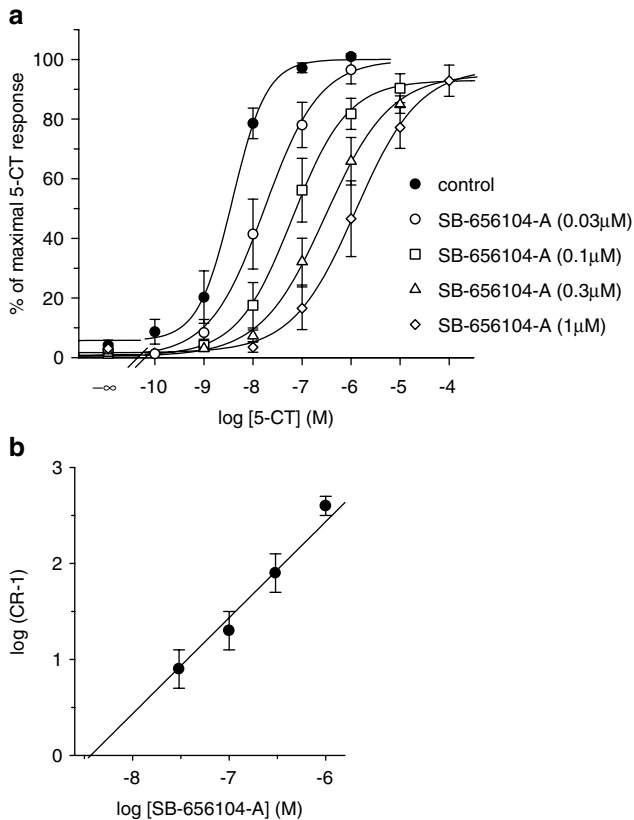 a
% of maximal 5-CT response
100
80
60
40
20
0
control
SB-656104-A (0.03μM)
SB-656104-A (0.1μM)
SB-656104-A (0.3μM)
SB-656104-A (1μM)
−∞ -10 -9 -8 -7 -6 -5 -4
log [5-CT] (M)
b
log (CR-1)
3
2
1
0
-8 -7 -6
log [SB-656104-A] (M)